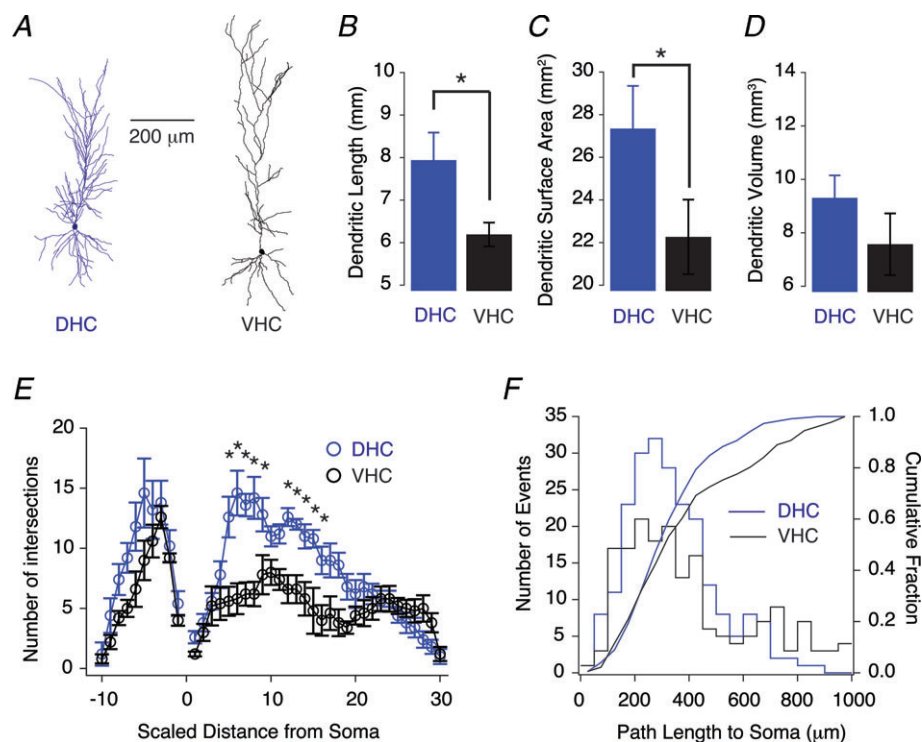 A
200 μm
DHC
VHC
B
Dendritic Length (mm)
10
9
8
7
6
5
*
DHC
VHC
C
Dendritic Surface Area (mm²)
30
28
26
24
22
20
*
DHC
VHC
D
Dendritic Volume (mm³)
14
12
10
8
6
DHC
VHC
E
Number of intersections
20
15
10
5
0
DHC
VHC
* * * * *
* * * * *
-10
0
10
20
30
Scaled Distance from Soma
F
Number of Events
35
30
25
20
15
10
5
0
DHC
VHC
1.0
0.8
0.6
0.4
0.2
0.0
Cumulative Fraction
0
200
400
600
800
1000
Path Length to Soma (μm)